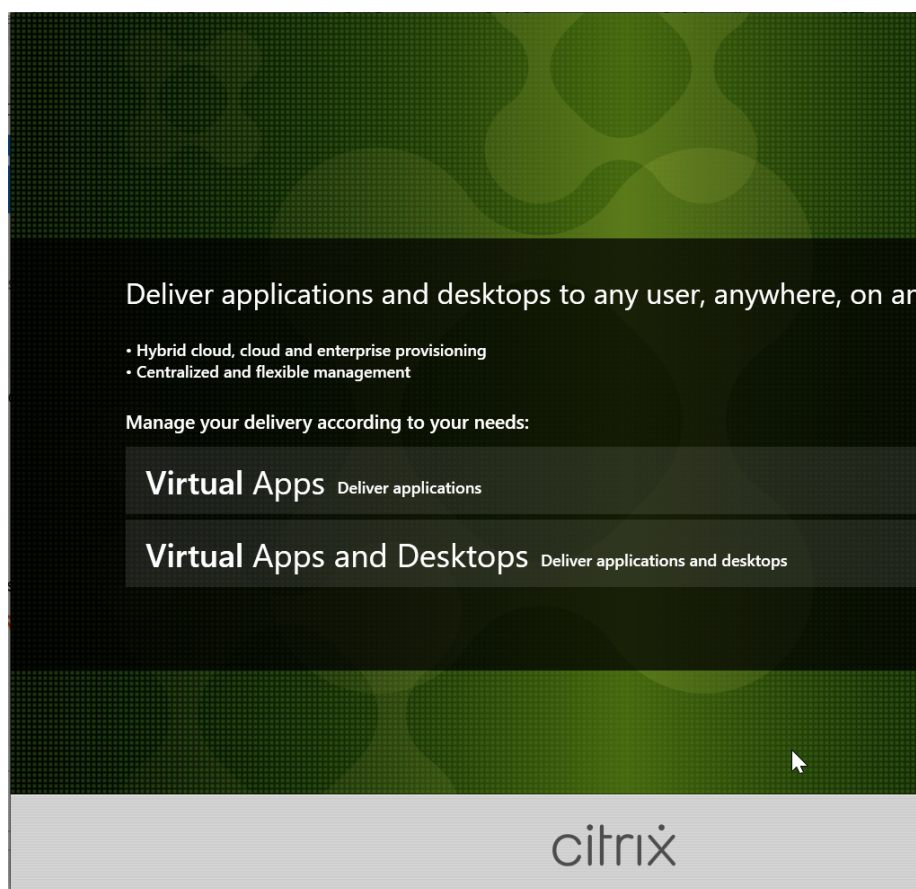 Deliver applications and desktops to any user, anywhere, on
• Hybrid cloud, cloud and enterprise provisioning
• Centralized and flexible management
Manage your delivery according to your needs:
Virtual Apps Deliver applications
Virtual Apps and Desktops Deliver applications and desktops
citrix